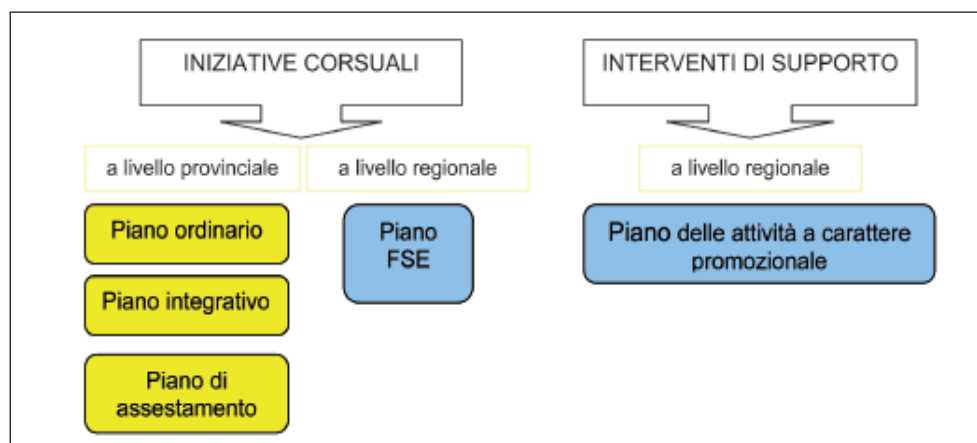 INIZIATIVE CORSUALI
INTERVENTI DI SUPPORTO
a livello provinciale
a livello regionale
a livello regionale
Piano ordinario
Piano integrativo
Piano di
assestamento
Piano
FSE
Piano delle attività a carattere
promozionale